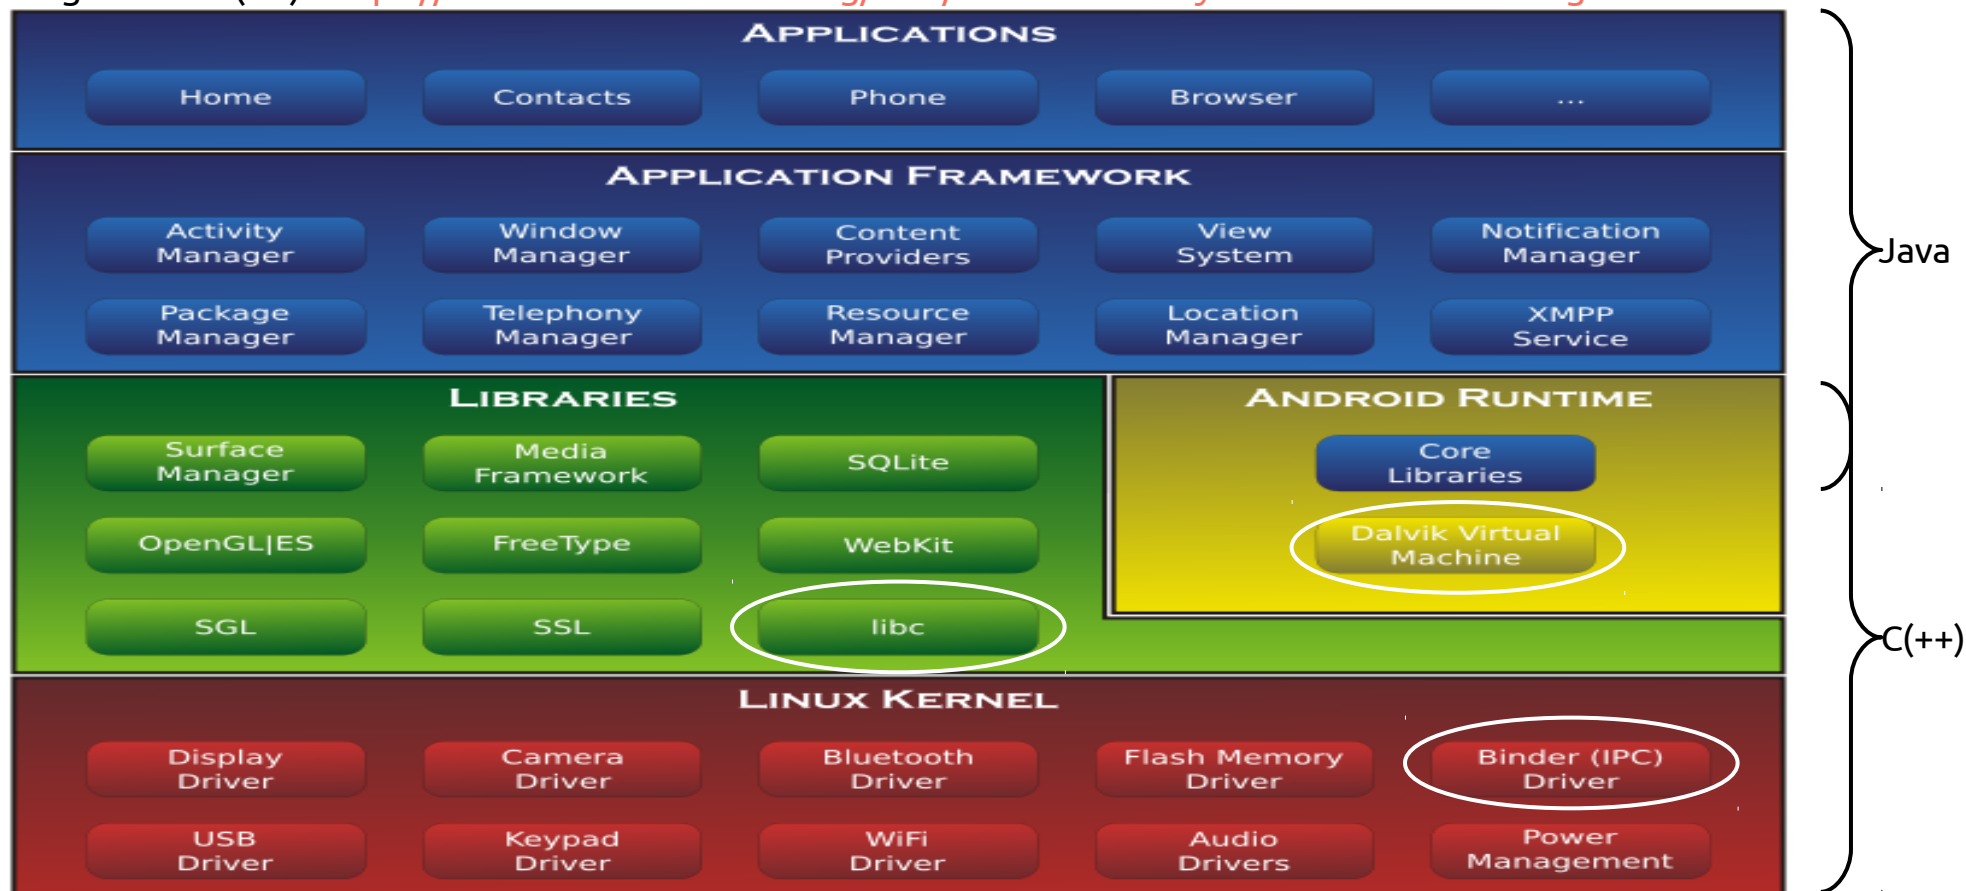 APPLICATIONS
Home
Contacts
Phone
Browser
...
APPLICATION FRAMEWORK
Activity
Manager
Window
Manager
Content
Providers
View
System
Notification
Manager
Package
Manager
Telephony
Manager
Resource
Manager
Location
Manager
XMPP
Service
Java
LIBRARIES
Surface
Manager
Media
Framework
SQLite
OpenGL|ES
FreeType
WebKit
SGL
SSL
libc
ANDROID RUNTIME
Core
Libraries
Dalvik Virtual
Machine
C(++)
LINUX KERNEL
Display
Driver
Camera
Driver
Bluetooth
Driver
Flash Memory
Driver
Binder (IPC)
Driver
USB
Driver
Keypad
Driver
WiFi
Driver
Audio
Drivers
Power
Management